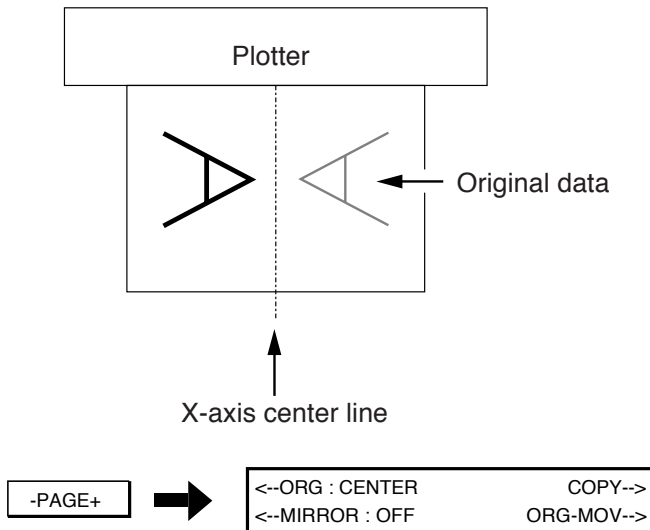 Plotter
Original data
X-axis center line
-PAGE+
<--ORG : CENTER COPY-->
<--MIRROR : OFF ORG-MOV-->